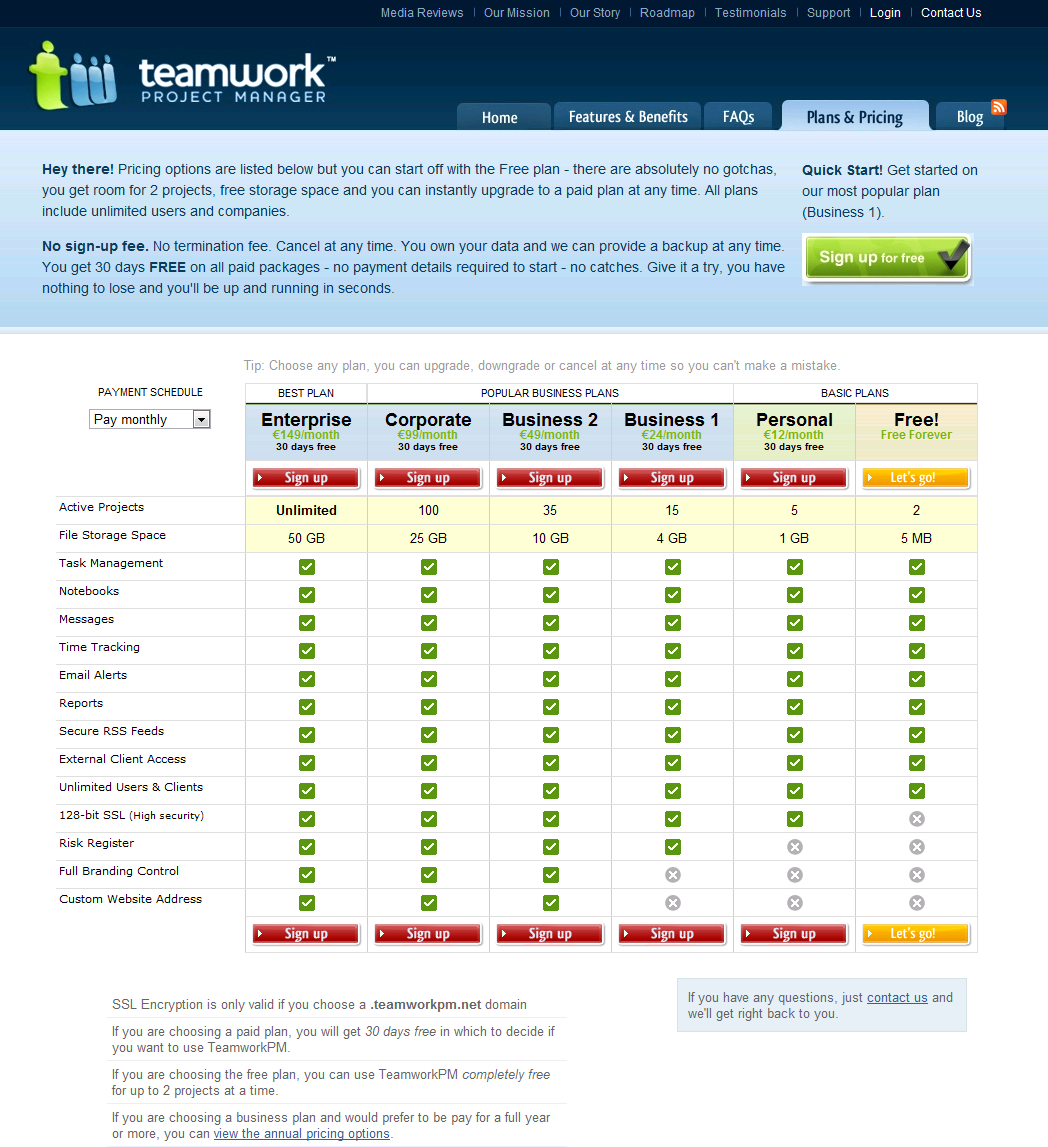 Media Reviews | Our Mission | Our Story | Roadmap | Testimonials | Support | Login | Contact Us
teamwork™
PROJECT MANAGER
Home Features & Benefits FAQs Plans & Pricing Blog
Hey there! Pricing options are listed below but you can start off with the Free plan - there are absolutely no gotchas,
you get room for 2 projects, free storage space and you can instantly upgrade to a paid plan at any time. All plans
include unlimited users and companies.
No sign-up fee. No termination fee. Cancel at any time. You own your data and we can provide a backup at any time.
You get 30 days FREE on all paid packages - no payment details required to start - no catches. Give it a try, you have
nothing to lose and you'll be up and running in seconds.
Quick Start! Get started on
our most popular plan
(Business 1).
Sign up for free
Tip: Choose any plan, you can upgrade, downgrade or cancel at any time so you can't make a mistake.
PAYMENT SCHEDULE
Pay monthly
BEST PLAN POPULAR BUSINESS PLANS BASIC PLANS
Enterprise Corporate Business 2 Business 1 Personal Free!
€149/month €99/month €49/month €24/month €12/month Free Forever
30 days free 30 days free 30 days free 30 days free 30 days free
Sign up Sign up Sign up Sign up Sign up Let's go!
Active Projects Unlimited 100 35 15 5 2
File Storage Space 50 GB 25 GB 10 GB 4 GB 1 GB 5 MB
Task Management
Notebooks
Messages
Time Tracking
Email Alerts
Reports
Secure RSS Feeds
External Client Access
Unlimited Users & Clients
128-bit SSL (High security)
Risk Register
Full Branding Control
Custom Website Address
Sign up Sign up Sign up Sign up Sign up Let's go!
SSL Encryption is only valid if you choose a .teamworkpm.net domain
If you are choosing a paid plan, you will get 30 days free in which to decide if
you want to use TeamworkPM.
If you are choosing the free plan, you can use TeamworkPM completely free
for up to 2 projects at a time.
If you are choosing a business plan and would prefer to be pay for a full year
or more, you can view the annual pricing options.
If you have any questions, just contact us and
we'll get right back to you.